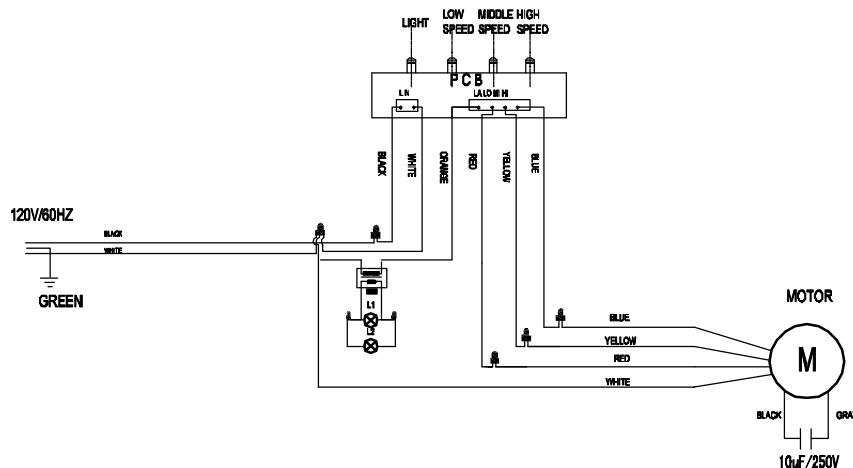 LIGHT
LOW SPEED
MIDDLE SPEED
HIGH SPEED
PCB
L N
LA LO MI HI
BLACK
WHITE
ORANGE
RED
YELLOW
BLUE
120V/60HZ
BLACK
WHITE
GREEN
L1
L2
MOTOR
BLUE
YELLOW
RED
WHITE
M
BLACK
GRA
10uF/250V